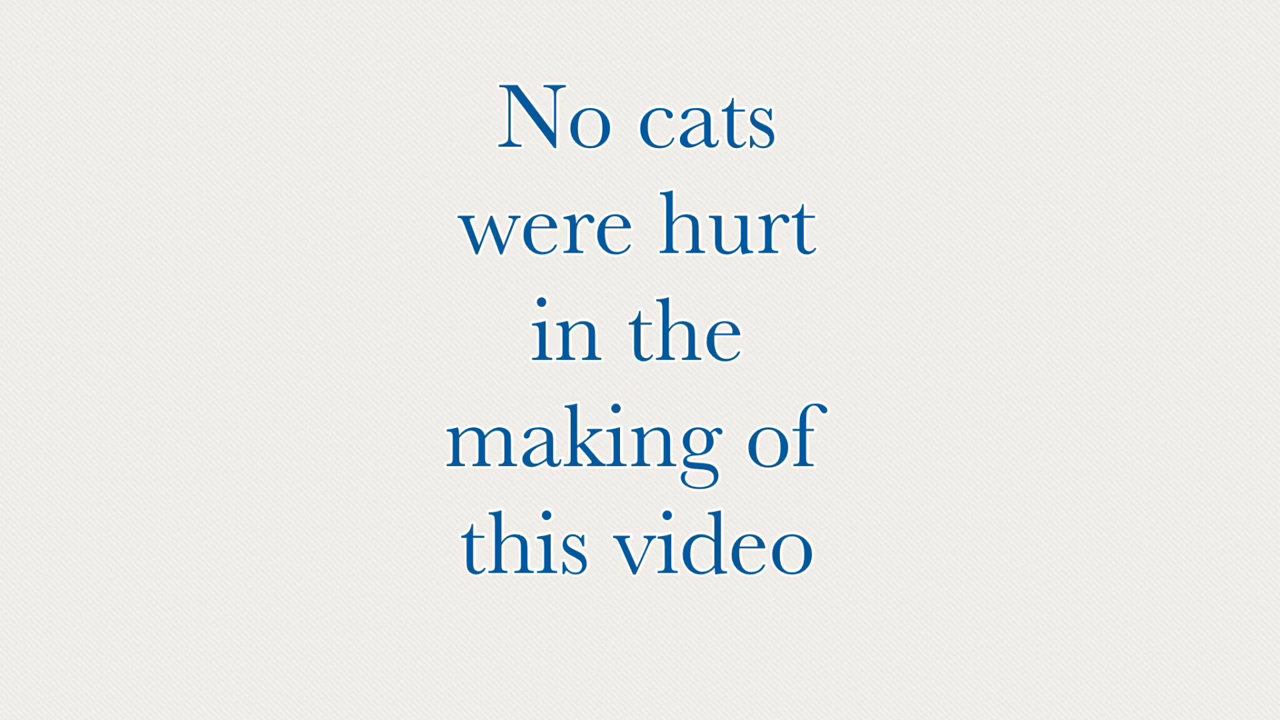 No cats
were hurt
in the
making of
this video